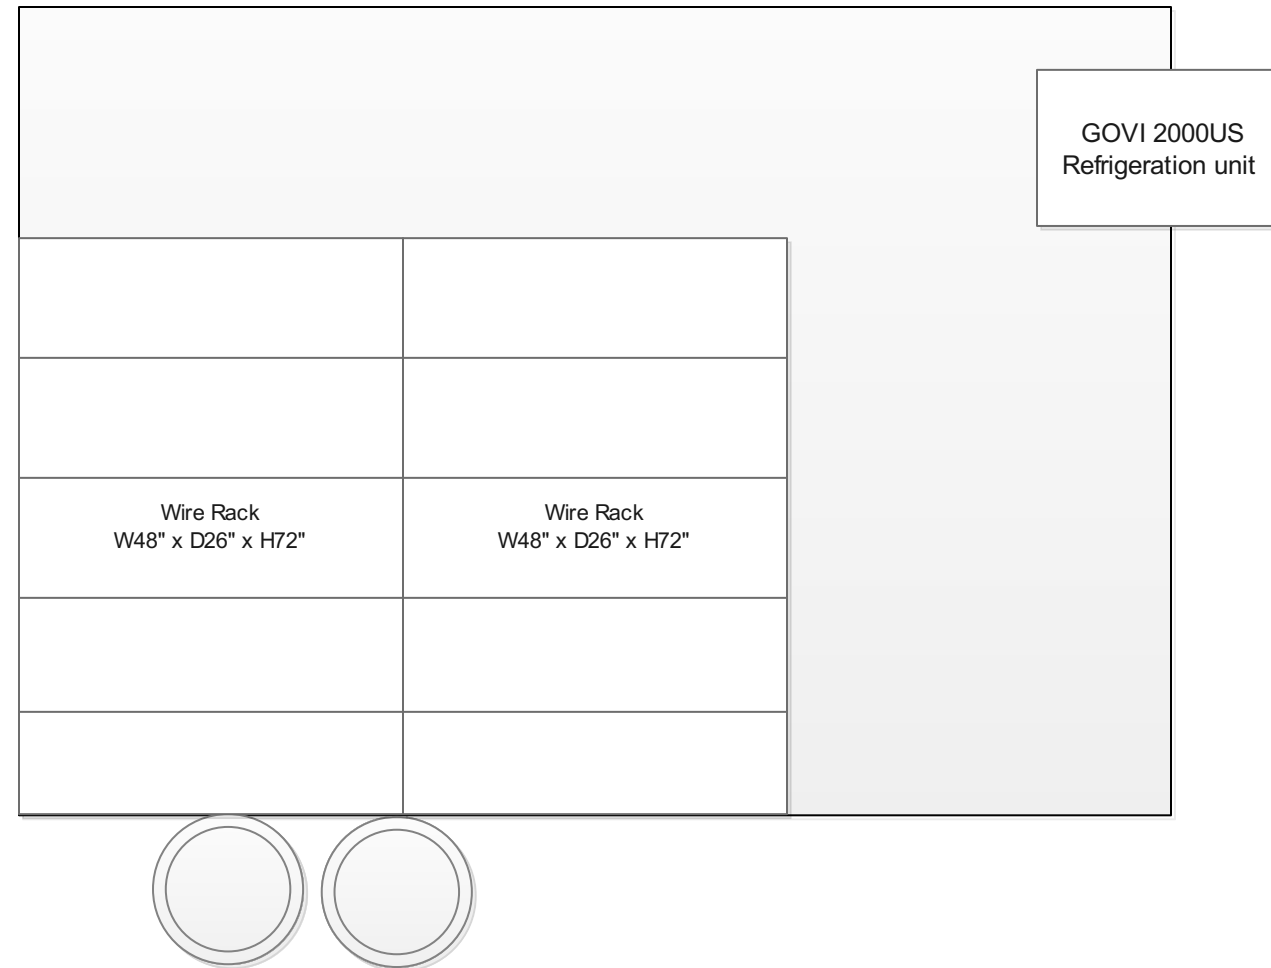 GOVI 2000US
Refrigeration unit
Wire Rack
W48" x D26" x H72"
Wire Rack
W48" x D26" x H72"